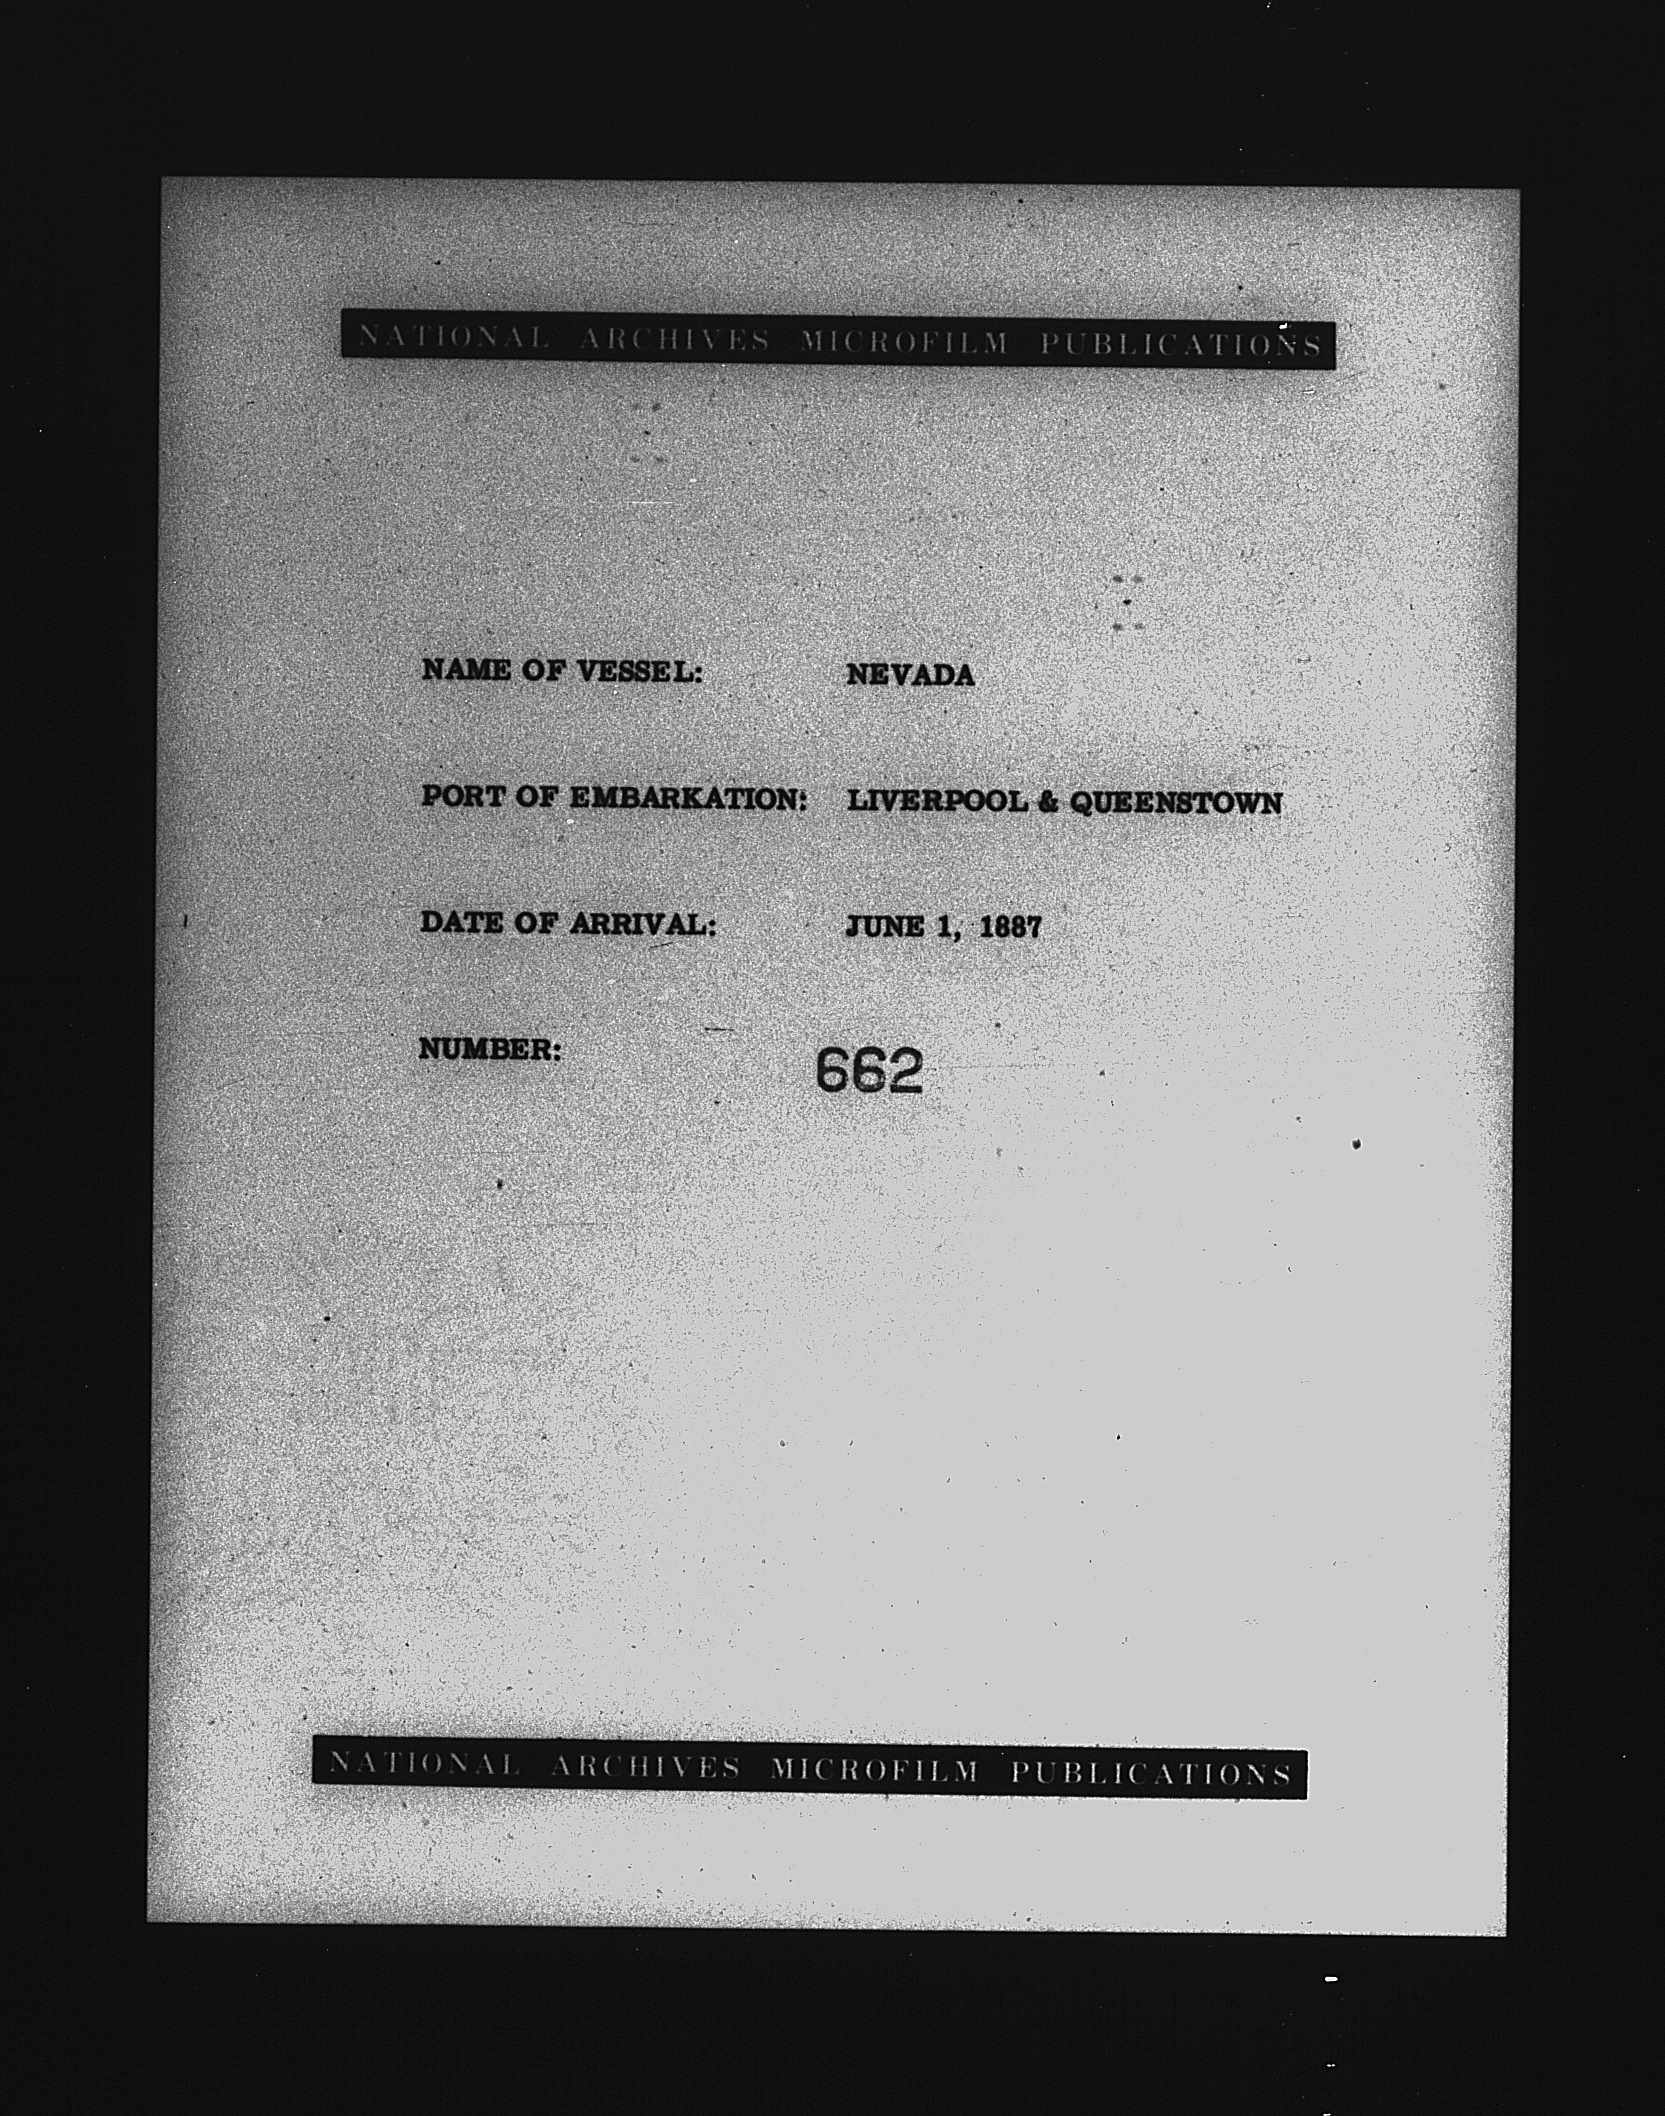 NATIONAL ARCHIVES MICROFILM PUBLICATIONS
NAME OF VESSEL: NEVADA
PORT OF EMBARKATION: LIVERPOOL & QUEENSTOWN
DATE OF ARRIVAL: JUNE 1, 1887
NUMBER: 662
NATIONAL ARCHIVES MICROFILM PUBLICATIONS